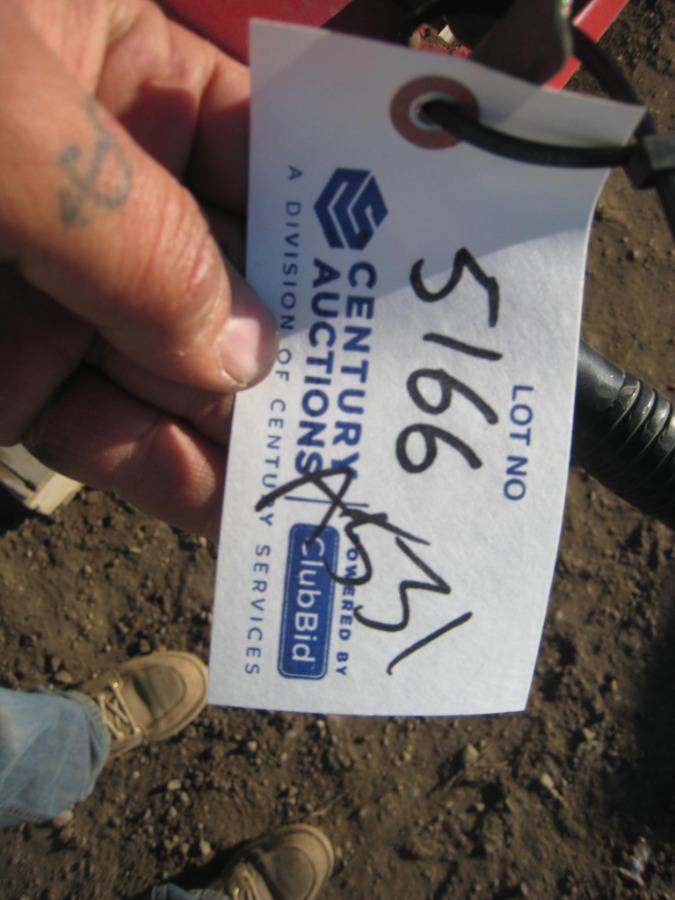 LOT NO
5166
CENTURY
AUCTIONS
POWERED BY
ClubBid
A DIVISION OF CENTURY SERVICES